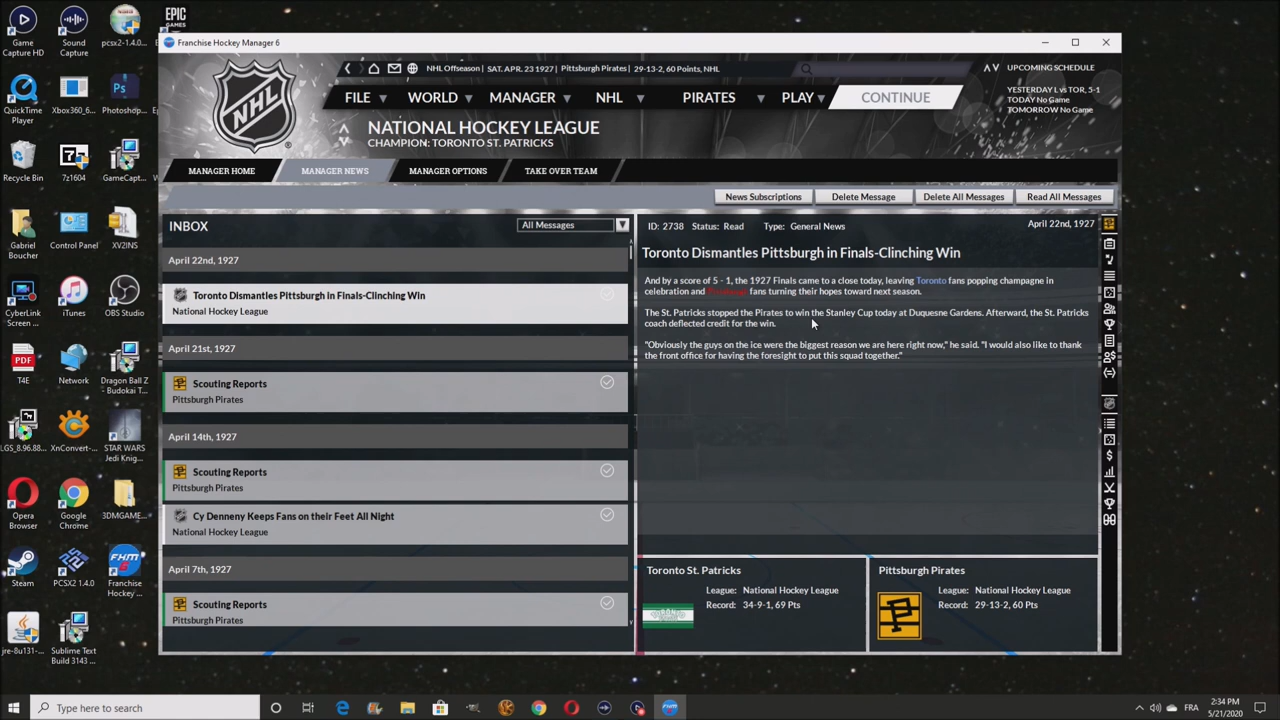 Game
Capture HD
Sound
Capture
pcsx2-1.4.0...
EPIC
GAMES
QuickTime
Player
Xbox360_6...
Ps
Photoshop...
Recycle Bin
7z
7z1604
GameCapt...
Gabriel
Boucher
Control Panel
XV2INS
CyberLink
Screen ...
iTunes
OBS Studio
PDF
T4E
Network
Dragon Ball Z
- Budokai T...
LGS_8.96.88...
XnConvert-...
STAR WARS
Jedi Knig...
Opera
Browser
Google
Chrome
3DMGAME...
Steam
PCSX2 1.4.0
FHM
Franchise
Hockey ...
jre-8u131-...
Sublime Text
Build 3143 ...
Franchise Hockey Manager 6
NHL
NHL Offseason | SAT. APR. 23 1927 | Pittsburgh Pirates | 29-13-2, 60 Points, NHL
UPCOMING SCHEDULE
YESTERDAY L vs TOR, 5-1
TODAY No Game
TOMORROW No Game
FILE WORLD MANAGER NHL PIRATES PLAY CONTINUE
NATIONAL HOCKEY LEAGUE
CHAMPION: TORONTO ST. PATRICKS
MANAGER HOME MANAGER NEWS MANAGER OPTIONS TAKE OVER TEAM
News Subscriptions Delete Message Delete All Messages Read All Messages
INBOX All Messages
April 22nd, 1927
Toronto Dismantles Pittsburgh in Finals-Clinching Win
National Hockey League
April 21st, 1927
Scouting Reports
Pittsburgh Pirates
April 14th, 1927
Scouting Reports
Pittsburgh Pirates
Cy Denneny Keeps Fans on their Feet All Night
National Hockey League
April 7th, 1927
Scouting Reports
Pittsburgh Pirates
ID: 2738 Status: Read Type: General News April 22nd, 1927
Toronto Dismantles Pittsburgh in Finals-Clinching Win
And by a score of 5 - 1, the 1927 Finals came to a close today, leaving Toronto fans popping champagne in
celebration and Pittsburgh fans turning their hopes toward next season.
The St. Patricks stopped the Pirates to win the Stanley Cup today at Duquesne Gardens. Afterward, the St. Patricks
coach deflected credit for the win.
"Obviously the guys on the ice were the biggest reason we are here right now," he said. "I would also like to thank
the front office for having the foresight to put this squad together."
Toronto St. Patricks
League: National Hockey League
Record: 34-9-1, 69 Pts
Pittsburgh Pirates
League: National Hockey League
Record: 29-13-2, 60 Pts
Type here to search
FHM
FRA
2:34 PM
5/21/2020